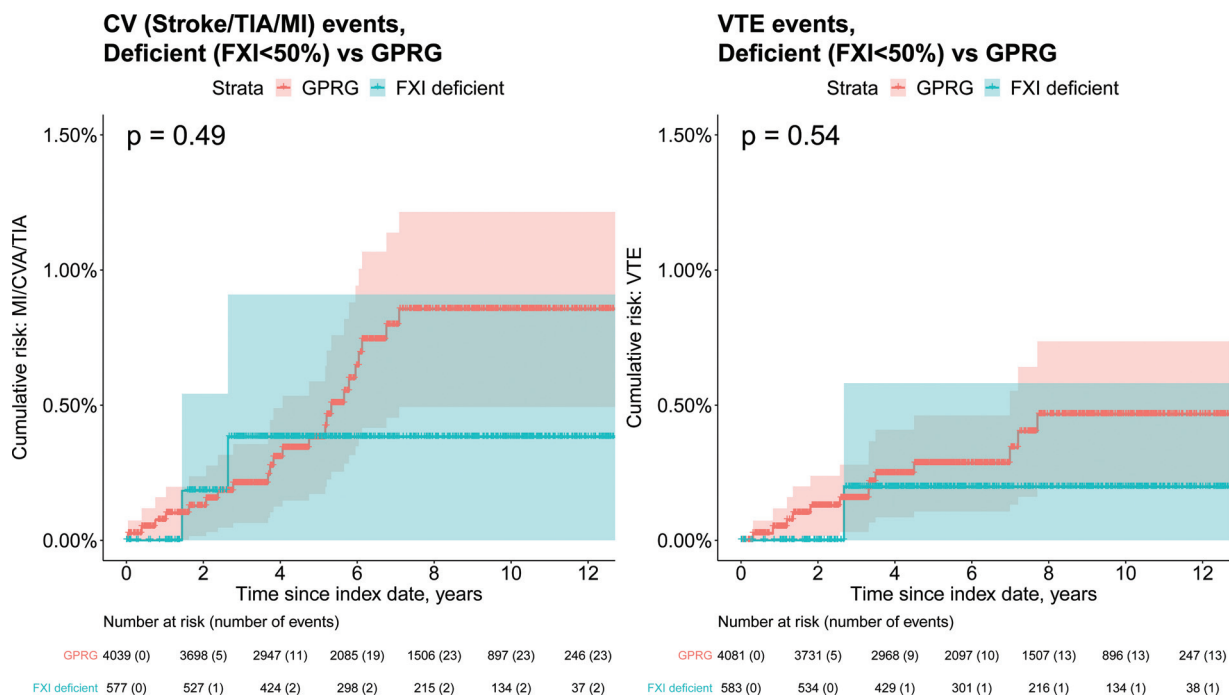 CV (Stroke/TIA/MI) events,
Deficient (FXI<50%) vs GPRG
Strata GPRG FXI deficient
p = 0.49
1.50%
1.00%
0.50%
0.00%
Cumulative risk: MI/CVA/TIA
0 2 4 6 8 10 12
Time since index date, years
Number at risk (number of events)
GPRG 4039 (0) 3698 (5) 2947 (11) 2085 (19) 1506 (23) 897 (23) 246 (23)
FXI deficient 577 (0) 527 (1) 424 (2) 298 (2) 215 (2) 134 (2) 37 (2)
VTE events,
Deficient (FXI<50%) vs GPRG
Strata GPRG FXI deficient
p = 0.54
1.50%
1.00%
0.50%
0.00%
Cumulative risk: VTE
0 2 4 6 8 10 12
Time since index date, years
Number at risk (number of events)
GPRG 4081 (0) 3731 (5) 2968 (9) 2097 (10) 1507 (13) 896 (13) 247 (13)
FXI deficient 583 (0) 534 (0) 429 (1) 301 (1) 216 (1) 134 (1) 38 (1)